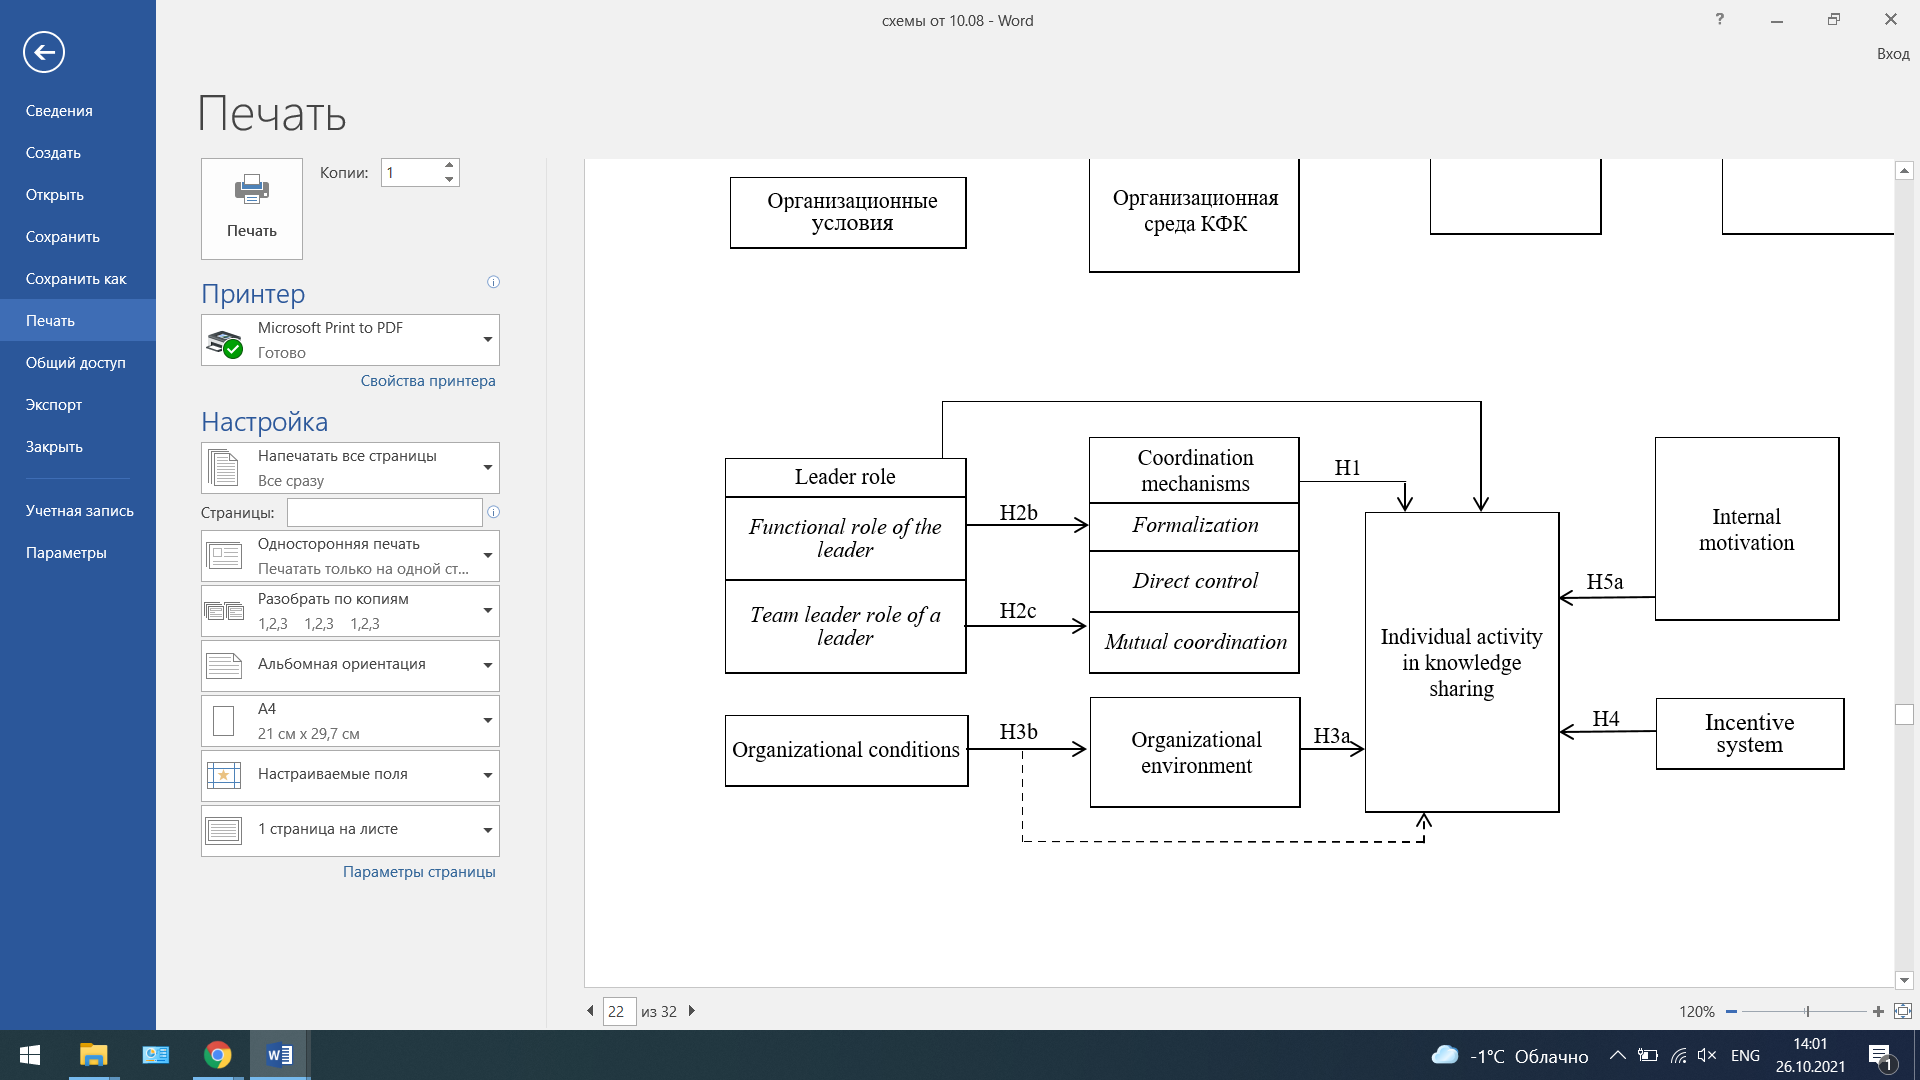 схемы от 10.08 - Word
?
Вход
Сведения
Создать
Открыть
Сохранить
Сохранить как
Печать
Общий доступ
Экспорт
Закрыть
Учетная запись
Параметры
Печать
Печать
Копии: 1
Принтер
Microsoft Print to PDF
Готово
Свойства принтера
Настройка
Напечатать все страницы
Все сразу
Страницы:
Односторонняя печать
Печатать только на одной ст...
Разобрать по копиям
1,2,3 1,2,3 1,2,3
Альбомная ориентация
A4
21 см x 29,7 см
Настраиваемые поля
1 страница на листе
Параметры страницы
Организационные
условия
Организационная
среда КФК
Leader role
Functional role of the
leader
Team leader role of a
leader
H2b
H2c
Coordination
mechanisms
Formalization
Direct control
Mutual coordination
H1
Organizational conditions
H3b
Organizational
environment
H3a
Individual activity
in knowledge
sharing
H5a
Internal
motivation
H4
Incentive
system
22 из 32
120%
-1°C Облачно
ENG
14:01
26.10.2021
1